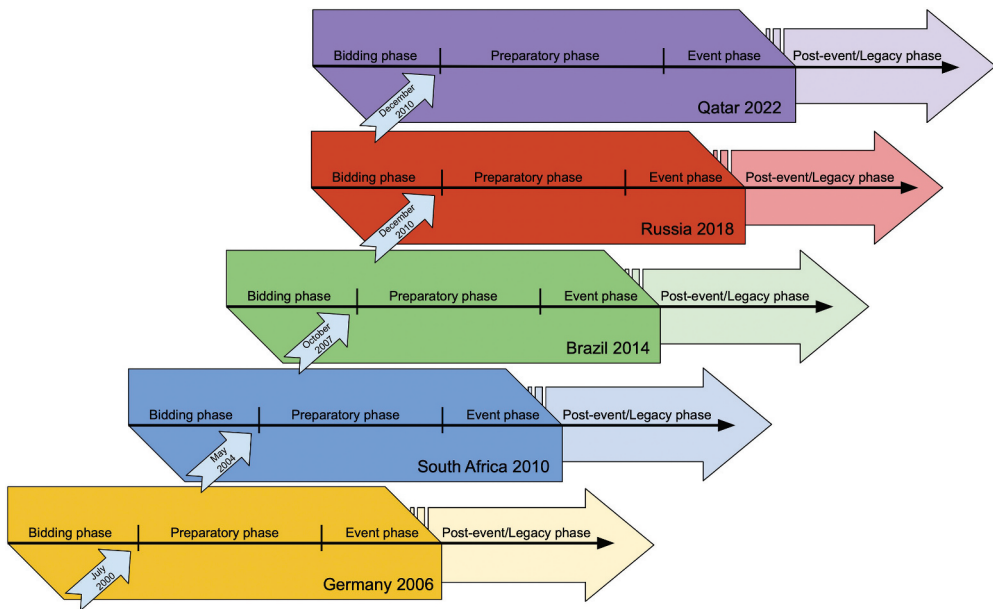 Bidding phase Preparatory phase Event phase Post-event/Legacy phase
December
2010
Qatar 2022
Bidding phase Preparatory phase Event phase Post-event/Legacy phase
December
2010
Russia 2018
Bidding phase Preparatory phase Event phase Post-event/Legacy phase
October
2007
Brazil 2014
Bidding phase Preparatory phase Event phase Post-event/Legacy phase
May
2004
South Africa 2010
Bidding phase Preparatory phase Event phase Post-event/Legacy phase
July
2000
Germany 2006